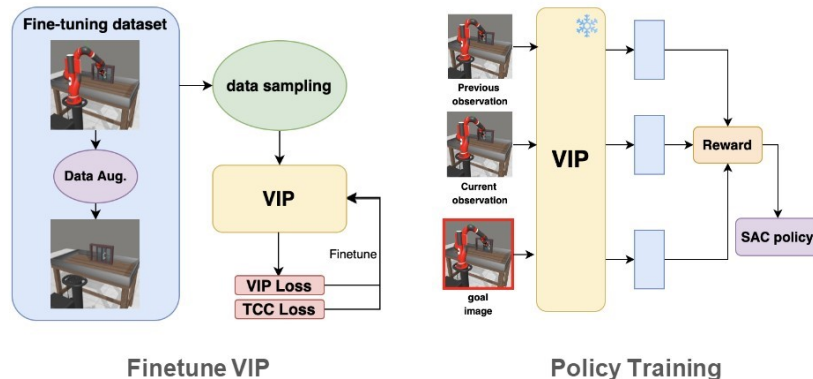 Fine-tuning dataset
Data Aug.
data sampling
VIP
Finetune
VIP Loss
TCC Loss
Finetune VIP
Previous
observation
Current
observation
goal
image
VIP
Reward
SAC policy
Policy Training